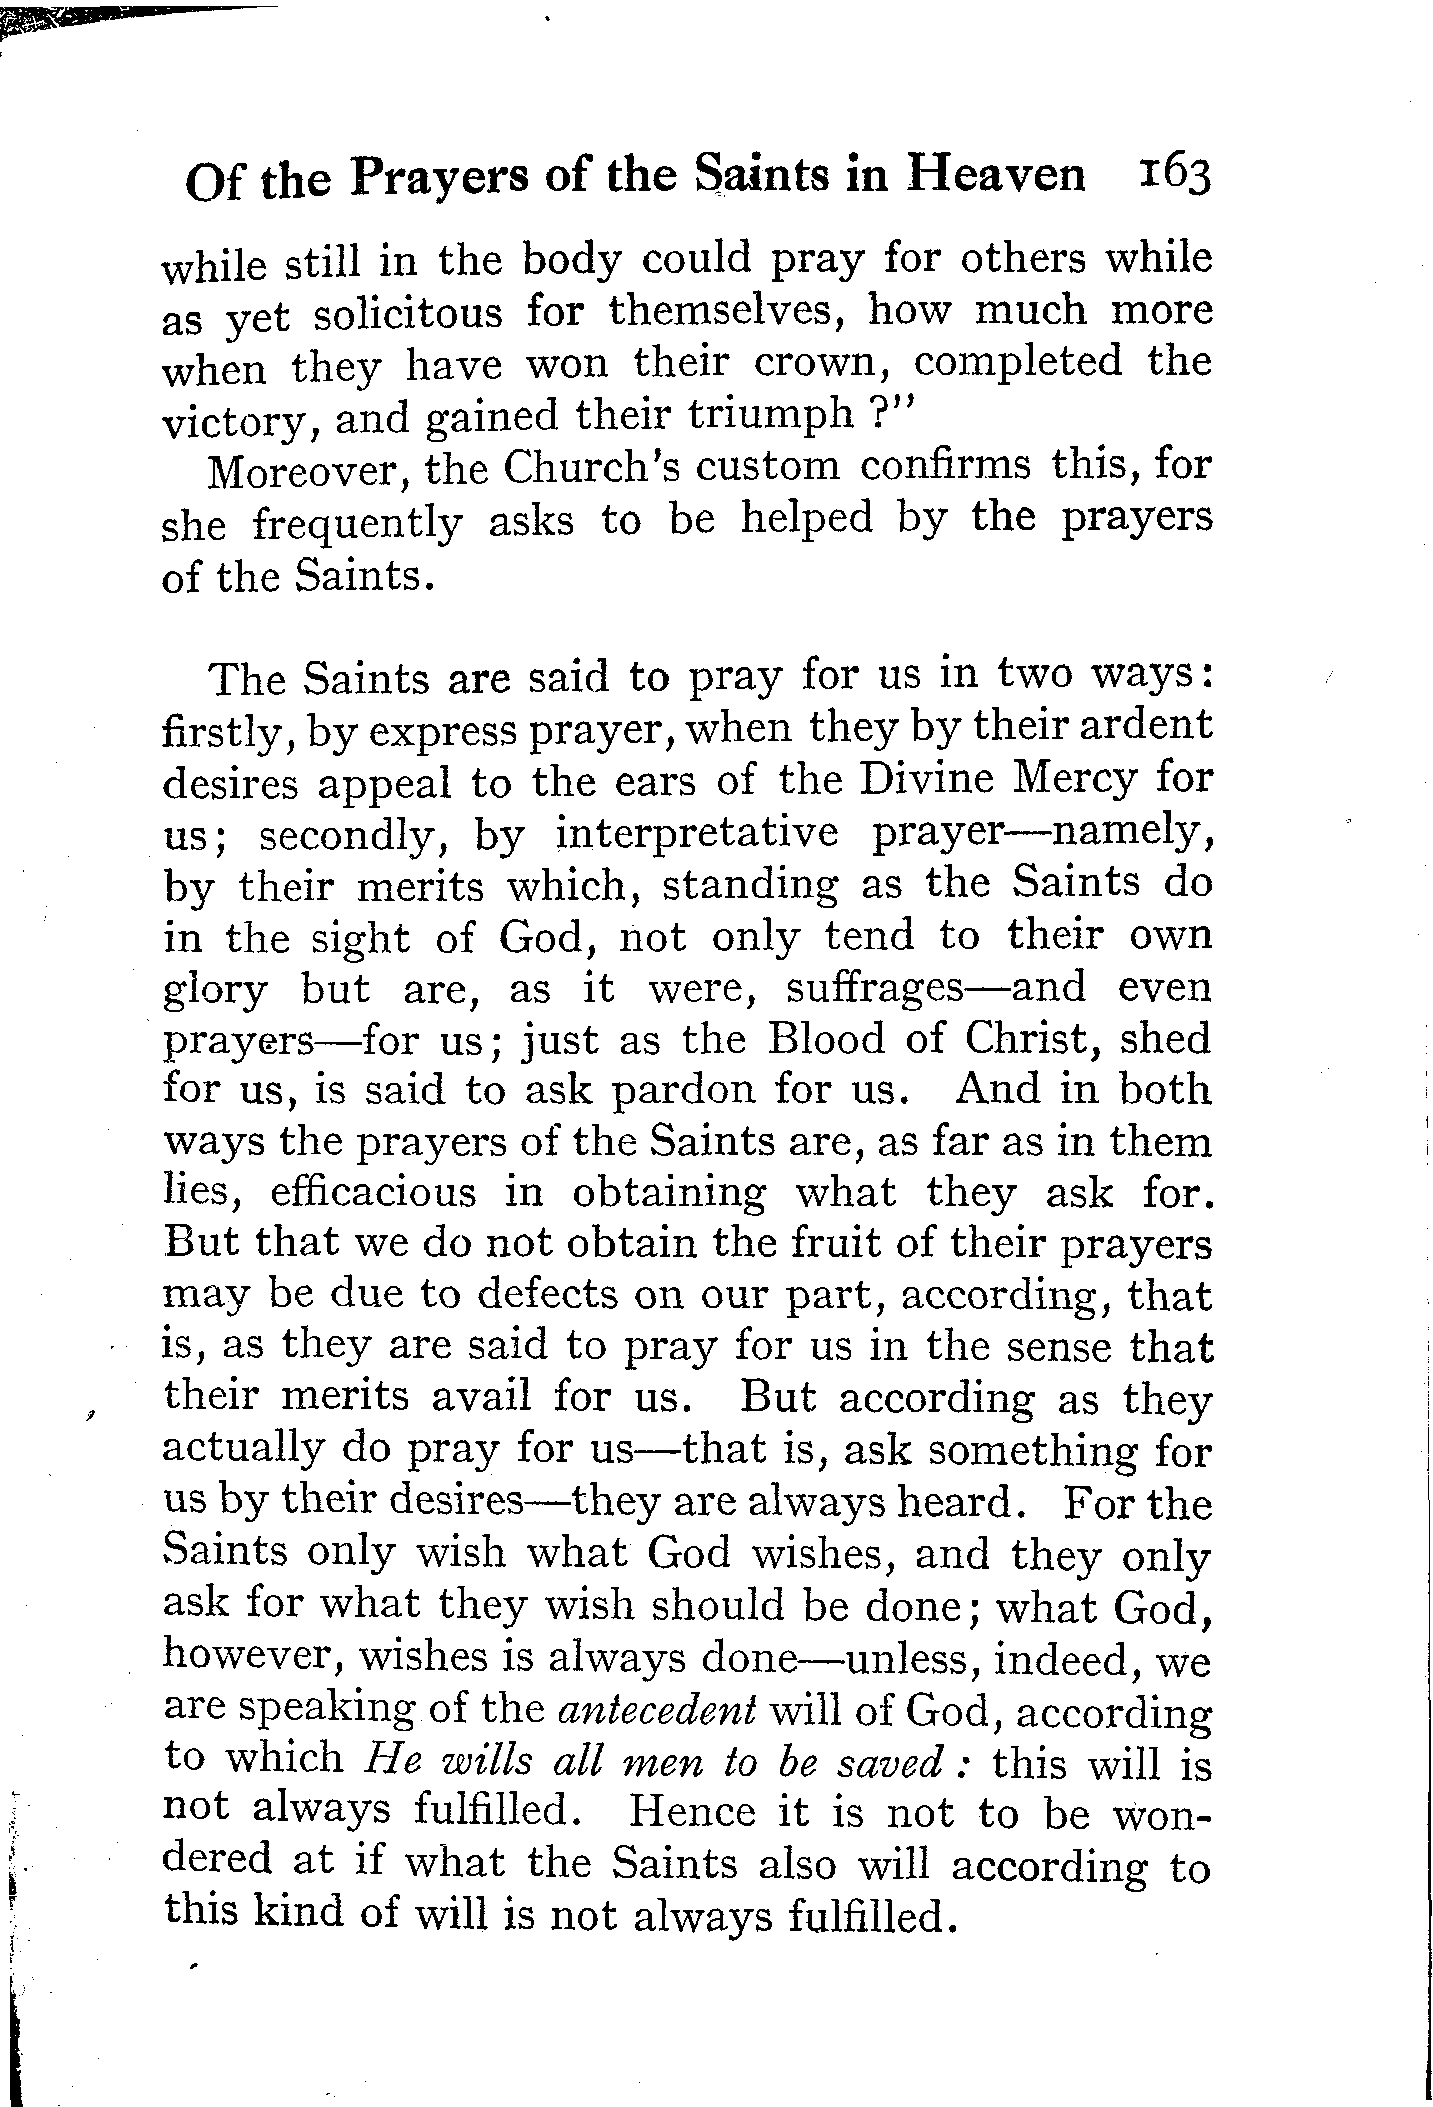 Of the Prayers of the Saints in Heaven 163
while still in the body could pray for others while
as yet solicitous for themselves, how much more
when they have won their crown, completed the
victory, and gained their triumph ?"
Moreover, the Church's custom confirms this, for
she frequently asks to be helped by the prayers
of the Saints.
The Saints are said to pray for us in two ways:
firstly, by express prayer, when they by their ardent
desires appeal to the ears of the Divine Mercy for
us; secondly, by interpretative prayer—namely,
by their merits which, standing as the Saints do
in the sight of God, not only tend to their own
glory but are, as it were, suffrages—and even
prayers—for us; just as the Blood of Christ, shed
for us, is said to ask pardon for us. And in both
ways the prayers of the Saints are, as far as in them
lies, efficacious in obtaining what they ask for.
But that we do not obtain the fruit of their prayers
may be due to defects on our part, according, that
is, as they are said to pray for us in the sense that
their merits avail for us. But according as they
actually do pray for us—that is, ask something for
us by their desires—they are always heard. For the
Saints only wish what God wishes, and they only
ask for what they wish should be done; what God,
however, wishes is always done—unless, indeed, we
are speaking of the antecedent will of God, according
to which He wills all men to be saved : this will is
not always fulfilled. Hence it is not to be won-
dered at if what the Saints also will according to
this kind of will is not always fulfilled.